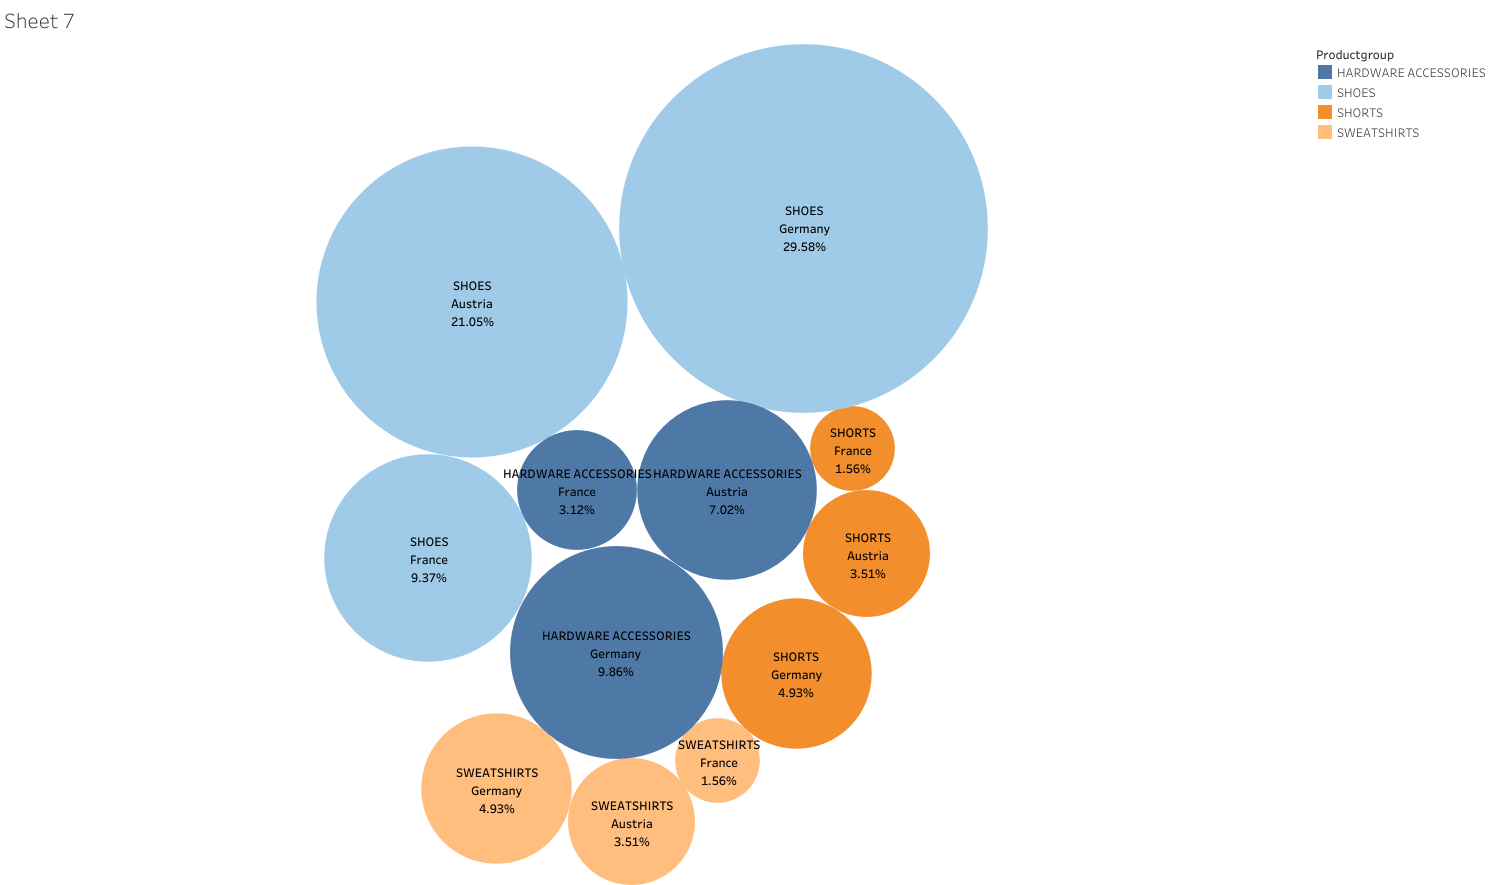 Sheet 7
Productgroup
HARDWARE ACCESSORIES
SHOES
SHORTS
SWEATSHIRTS
SHOES
Germany
29.58%
SHOES
Austria
21.05%
SHORTS
France
1.56%
HARDWARE ACCESSORIES
France
3.12%
HARDWARE ACCESSORIES
Austria
7.02%
SHOES
France
9.37%
SHORTS
Austria
3.51%
HARDWARE ACCESSORIES
Germany
9.86%
SHORTS
Germany
4.93%
SWEATSHIRTS
France
1.56%
SWEATSHIRTS
Germany
4.93%
SWEATSHIRTS
Austria
3.51%